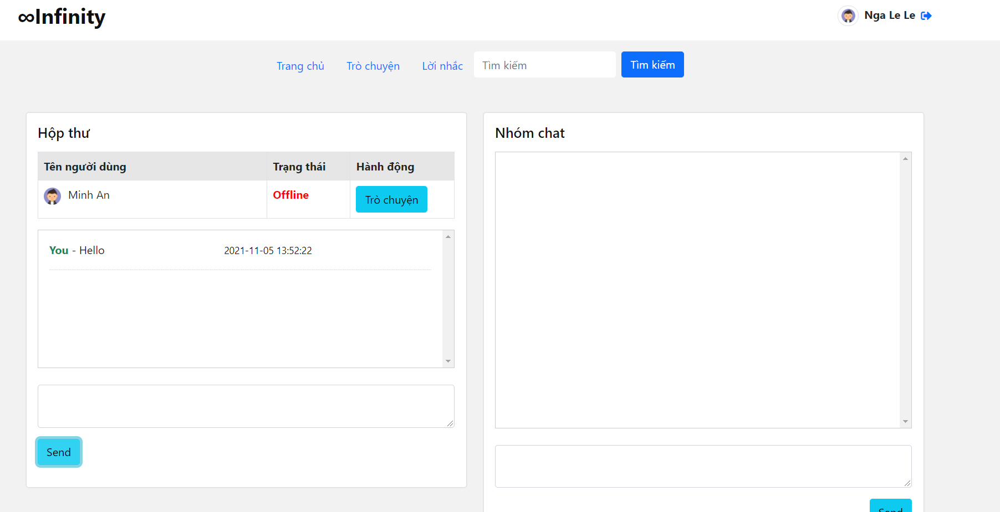 ∞Infinity
Nga Le Le
Trang chủ Trò chuyện Lời nhắc Tìm kiếm Tìm kiếm
Hộp thư
Tên người dùng Trạng thái Hành động
Minh An Offline Trò chuyện
You - Hello 2021-11-05 13:52:22
Send
Nhóm chat
Send